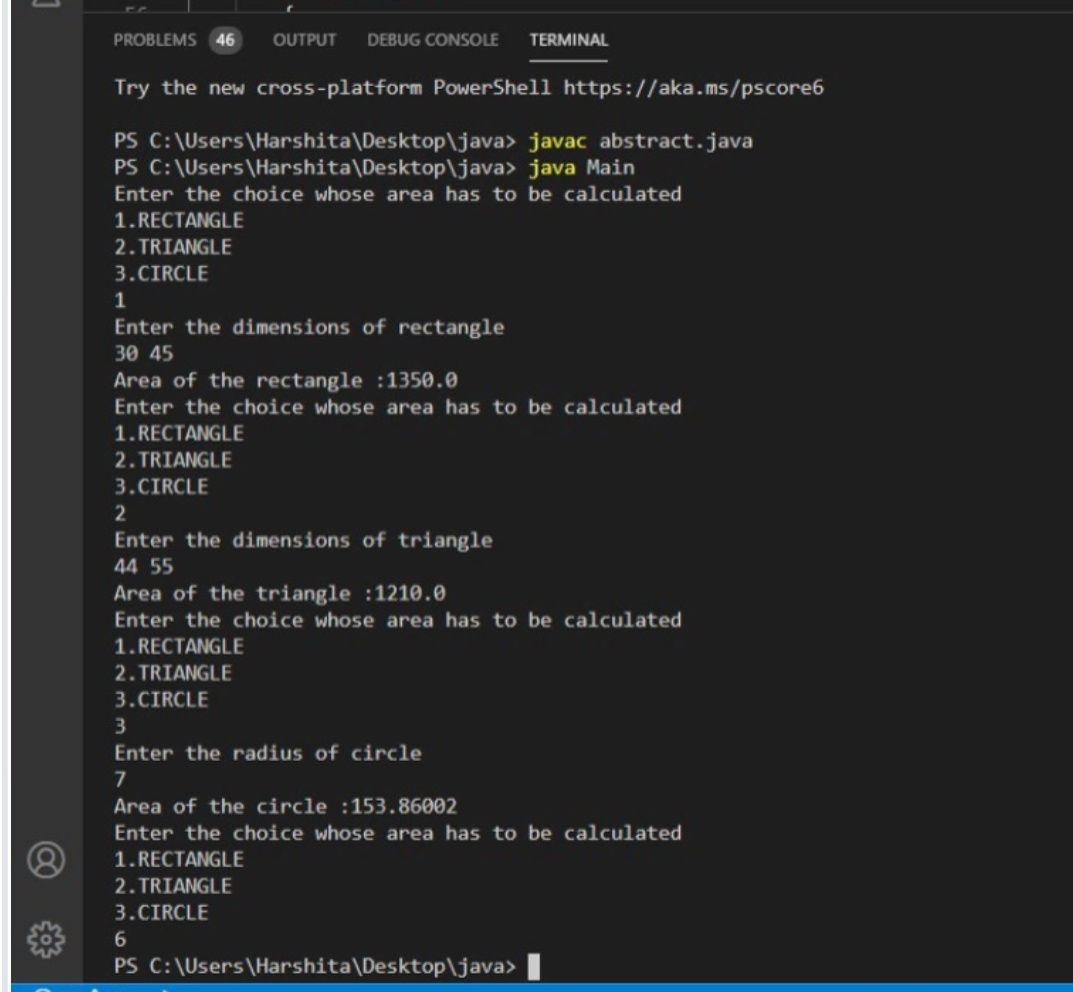 PROBLEMS 46 OUTPUT DEBUG CONSOLE TERMINAL
Try the new cross-platform PowerShell https://aka.ms/pscore6
PS C:\Users\Harshita\Desktop\java> javac abstract.java
PS C:\Users\Harshita\Desktop\java> java Main
Enter the choice whose area has to be calculated
1.RECTANGLE
2.TRIANGLE
3.CIRCLE
1
Enter the dimensions of rectangle
30 45
Area of the rectangle :1350.0
Enter the choice whose area has to be calculated
1.RECTANGLE
2.TRIANGLE
3.CIRCLE
2
Enter the dimensions of triangle
44 55
Area of the triangle :1210.0
Enter the choice whose area has to be calculated
1.RECTANGLE
2.TRIANGLE
3.CIRCLE
3
Enter the radius of circle
7
Area of the circle :153.86002
Enter the choice whose area has to be calculated
1.RECTANGLE
2.TRIANGLE
3.CIRCLE
6
PS C:\Users\Harshita\Desktop\java>